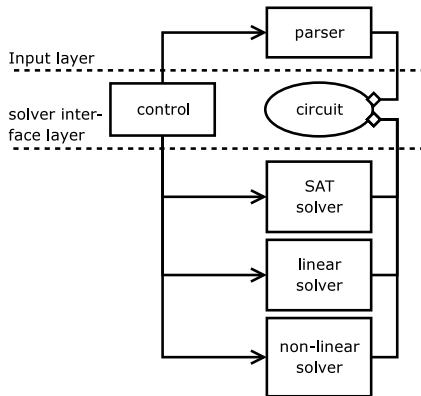 parser
Input layer
control
circuit
solver inter-
face layer
SAT
solver
linear
solver
non-linear
solver